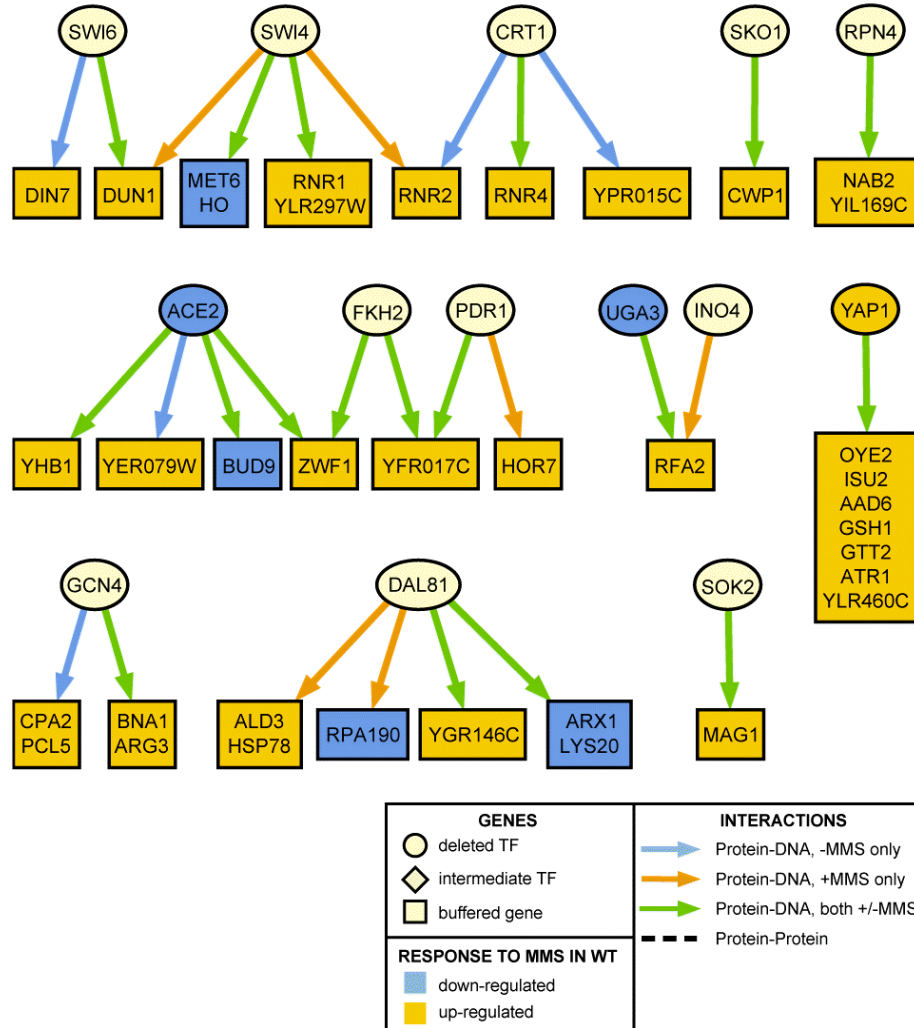 SWI6
SWI4
CRT1
SKO1
RPN4
DIN7
DUN1
MET6
HO
RNR1
YLR297W
RNR2
RNR4
YPR015C
CWP1
NAB2
YIL169C
ACE2
FKH2
PDR1
UGA3
INO4
YAP1
YHB1
YER079W
BUD9
ZWF1
YFR017C
HOR7
RFA2
OYE2
ISU2
AAD6
GSH1
GTT2
ATR1
YLR460C
GCN4
DAL81
SOK2
CPA2
PCL5
BNA1
ARG3
ALD3
HSP78
RPA190
YGR146C
ARX1
LYS20
MAG1
GENES
deleted TF
intermediate TF
buffered gene
RESPONSE TO MMS IN WT
down-regulated
up-regulated
INTERACTIONS
Protein-DNA, -MMS only
Protein-DNA, +MMS only
Protein-DNA, both +/-MMS
Protein-Protein